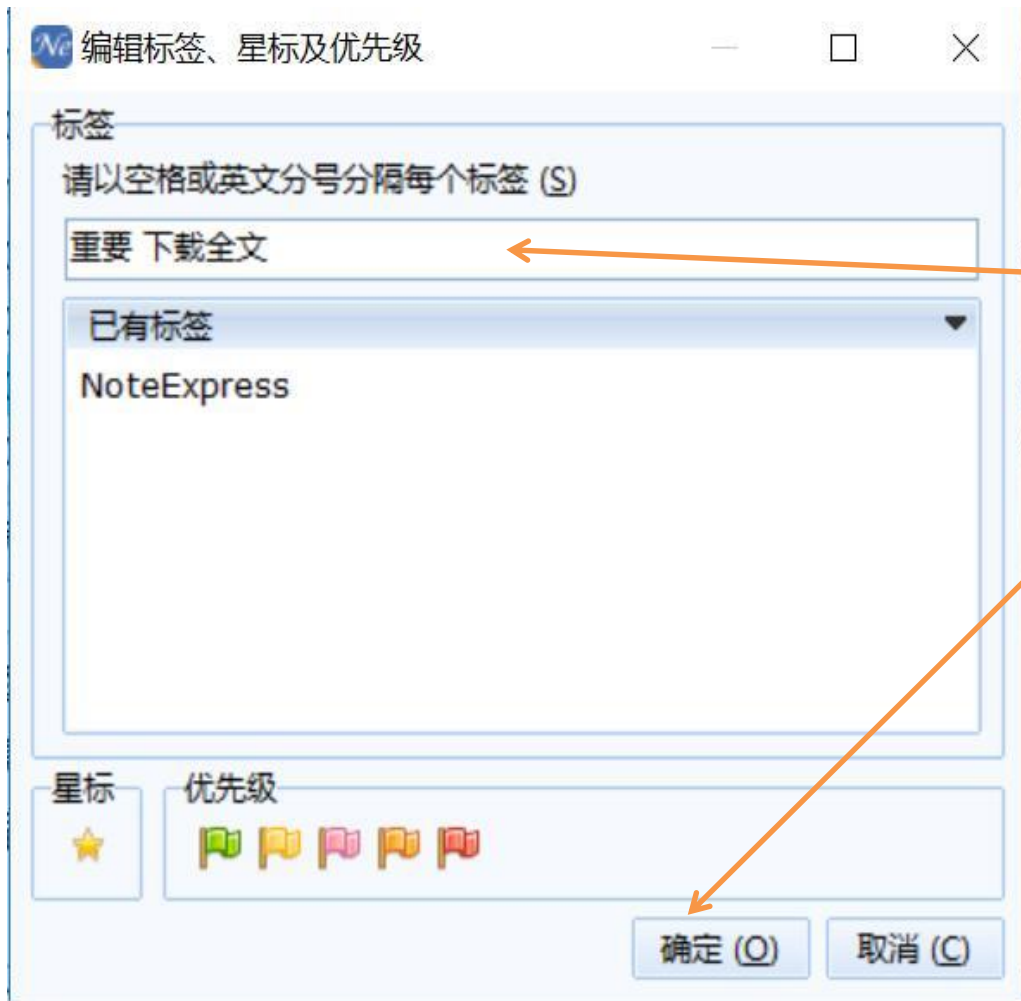 Ne 编辑标签、星标及优先级
标签
请以空格或英文分号分隔每个标签 (S)
重要 下载全文
已有标签
NoteExpress
星标 优先级
确定 (O) 取消 (C)